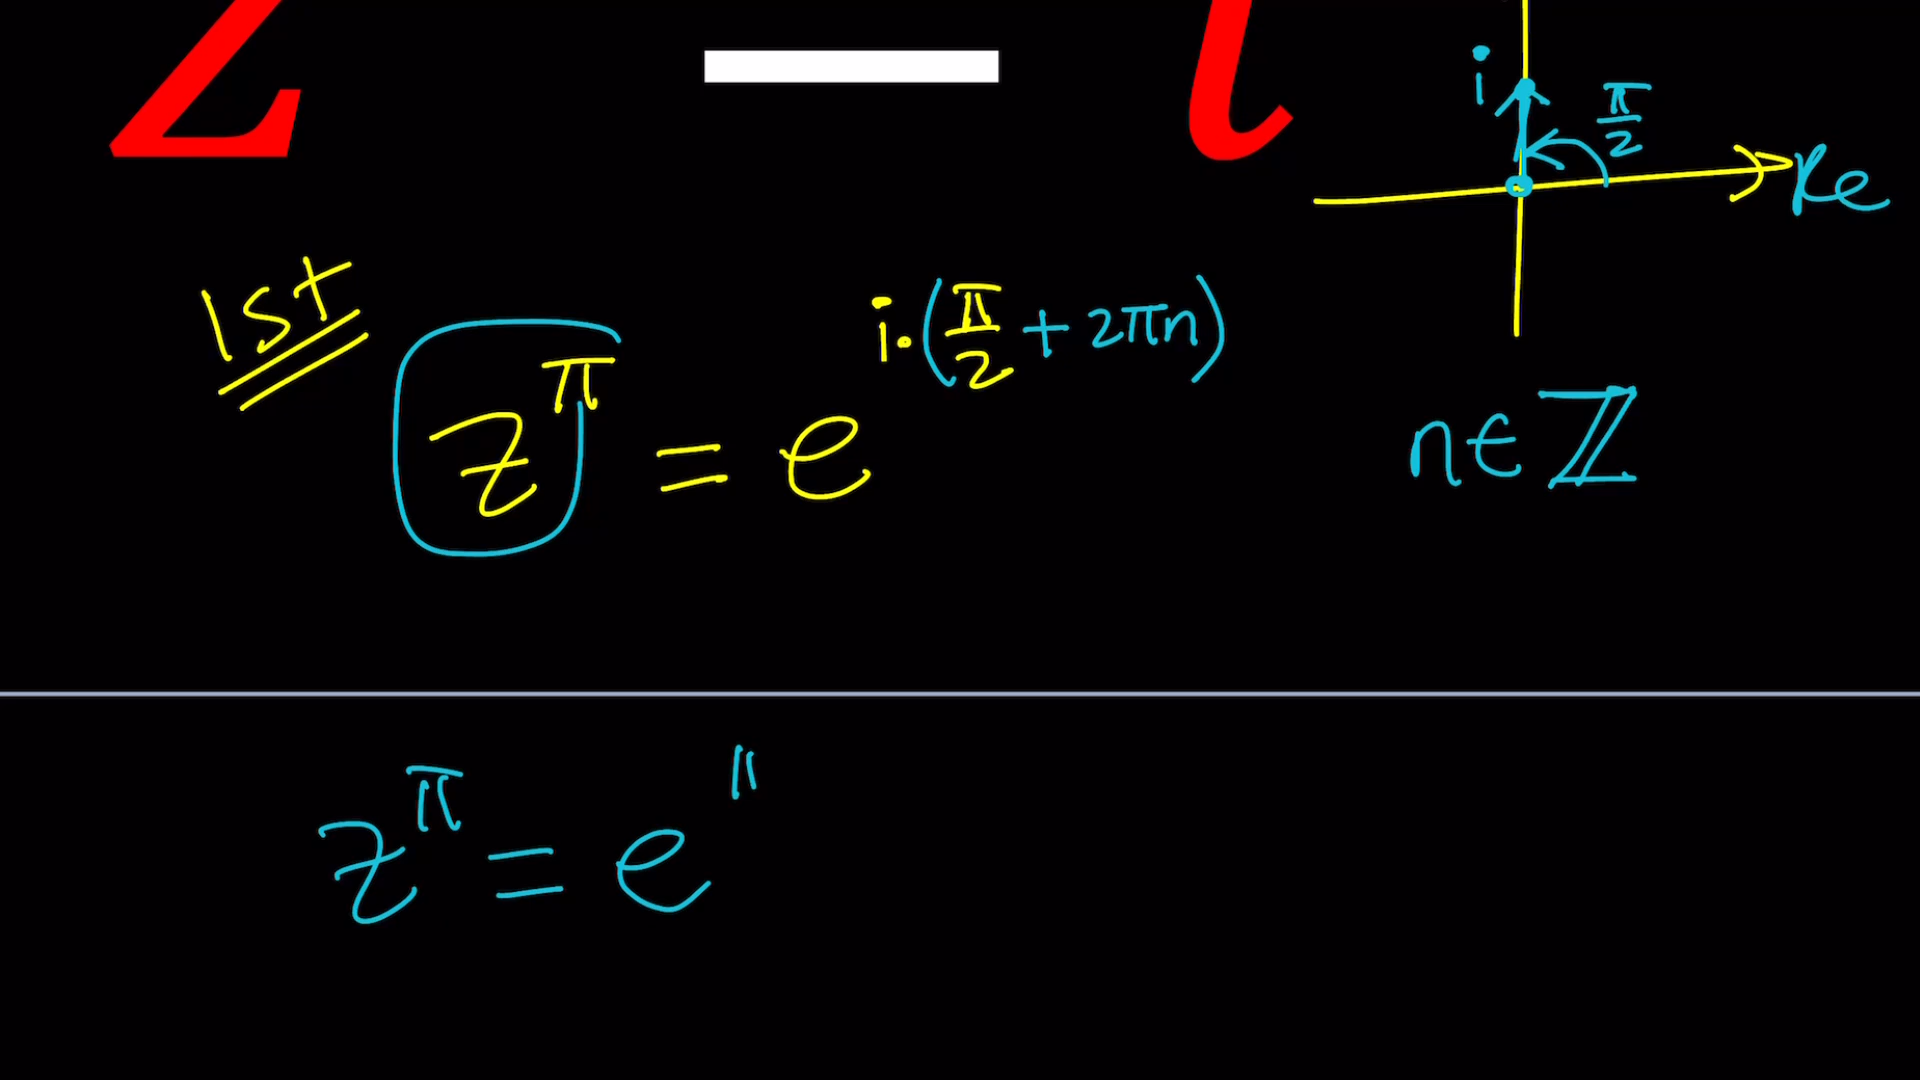 z = i
i π/2 Re
1st
z^π = e^i·(π/2 + 2πn)
n∈ℤ
z^π = e